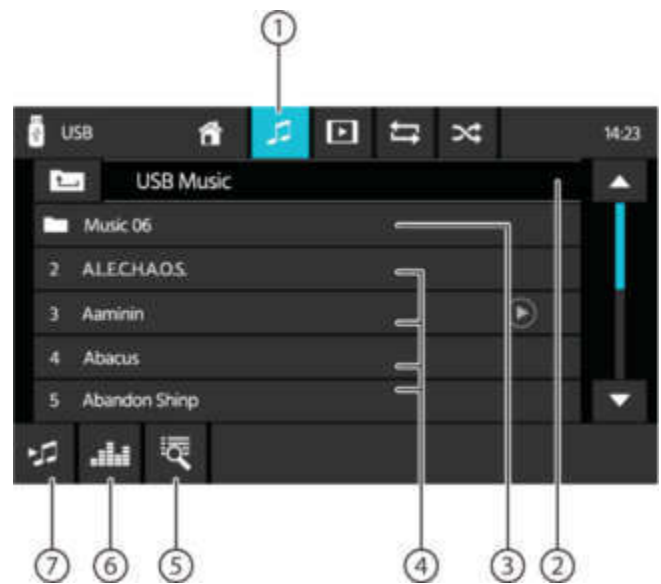 1
USB 14:23
USB Music
Music 06
2 A.L.E.C.H.A.O.S.
3 Aaminin
4 Abacus
5 Abandon Shinp
7 6 5 4 3 2